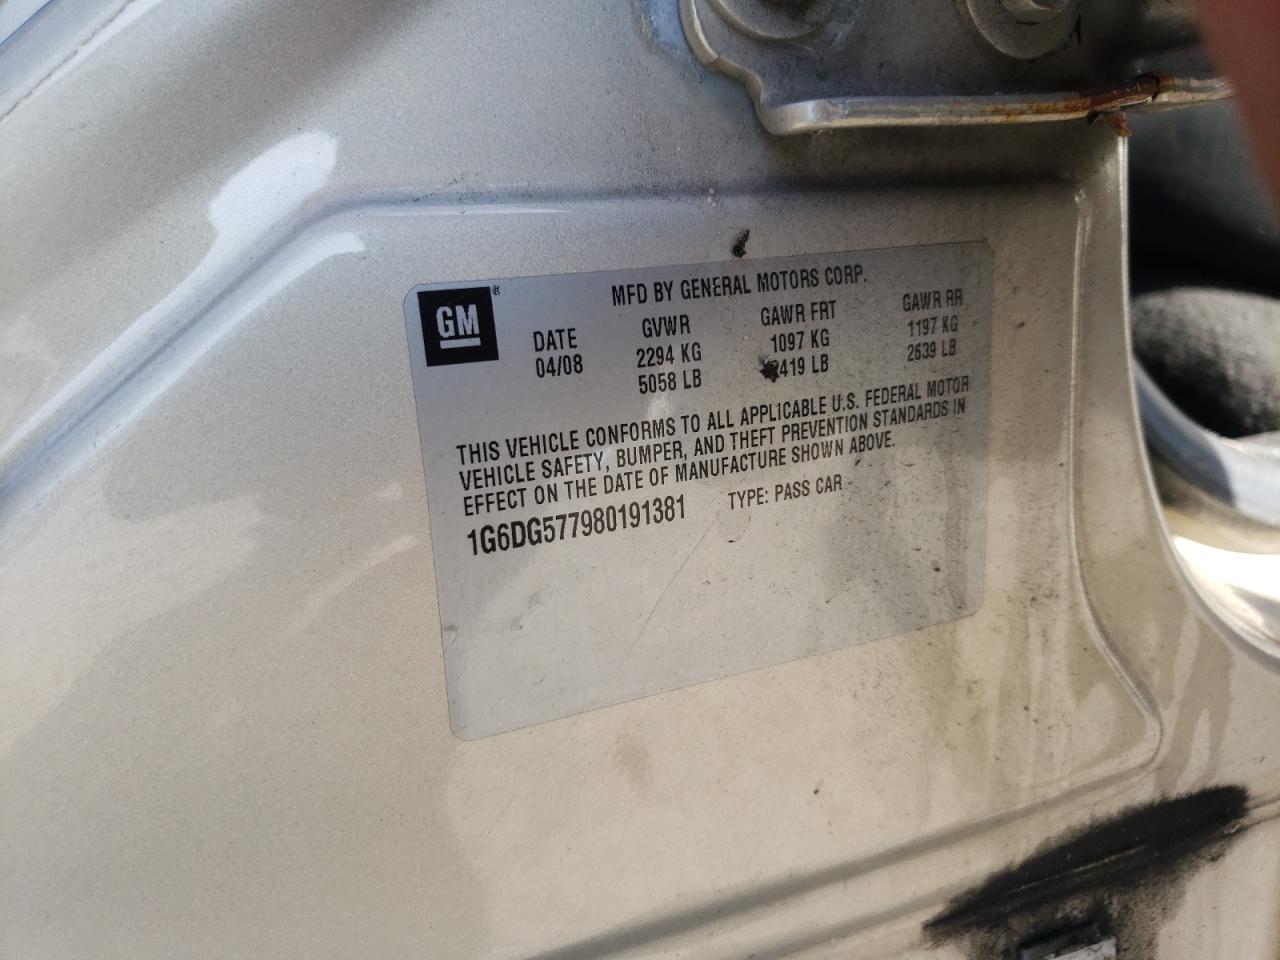 GM®
MFD BY GENERAL MOTORS CORP.
DATE GVWR GAWR FRT GAWR RR
04/08 2294 KG 1097 KG 1197 KG
5058 LB 2419 LB 2639 LB
THIS VEHICLE CONFORMS TO ALL APPLICABLE U.S. FEDERAL MOTOR
VEHICLE SAFETY, BUMPER, AND THEFT PREVENTION STANDARDS IN
EFFECT ON THE DATE OF MANUFACTURE SHOWN ABOVE.
1G6DG577980191381 TYPE: PASS CAR